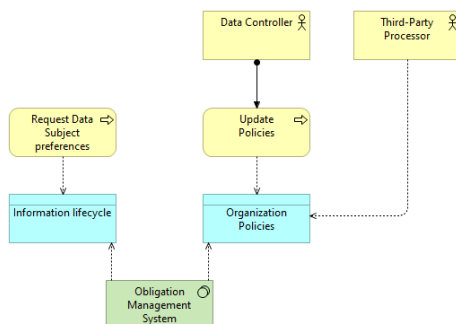 Data Controller
Third-Party
Processor
Request Data
Subject
preferences
Update
Policies
Information lifecycle
Organization
Policies
Obligation
Management
System